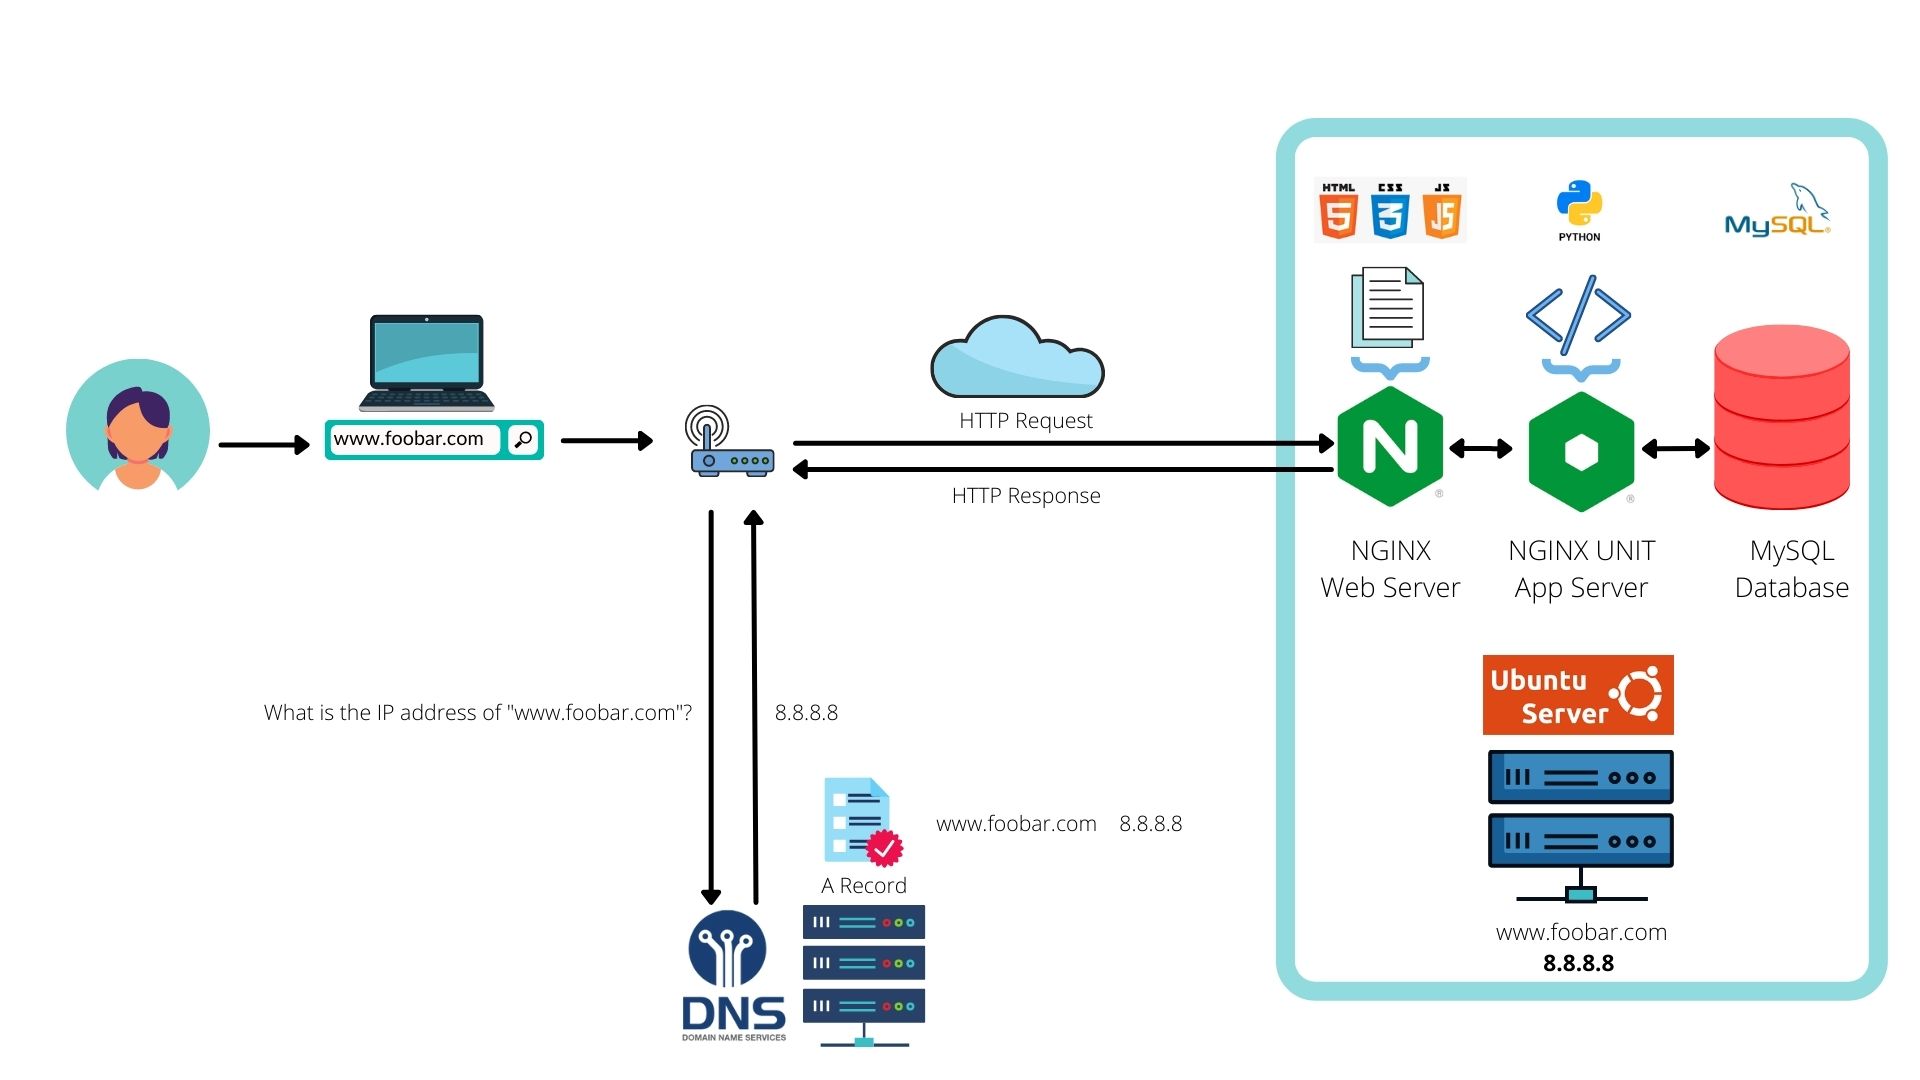 HTML CSS JS
5 3 JS
PYTHON
MySQL®
www.foobar.com
HTTP Request
HTTP Response
N
®
®
NGINX
Web Server
NGINX UNIT
App Server
MySQL
Database
Ubuntu
Server
What is the IP address of "www.foobar.com"?
8.8.8.8
www.foobar.com 8.8.8.8
A Record
www.foobar.com
8.8.8.8
DNS
DOMAIN NAME SERVICES